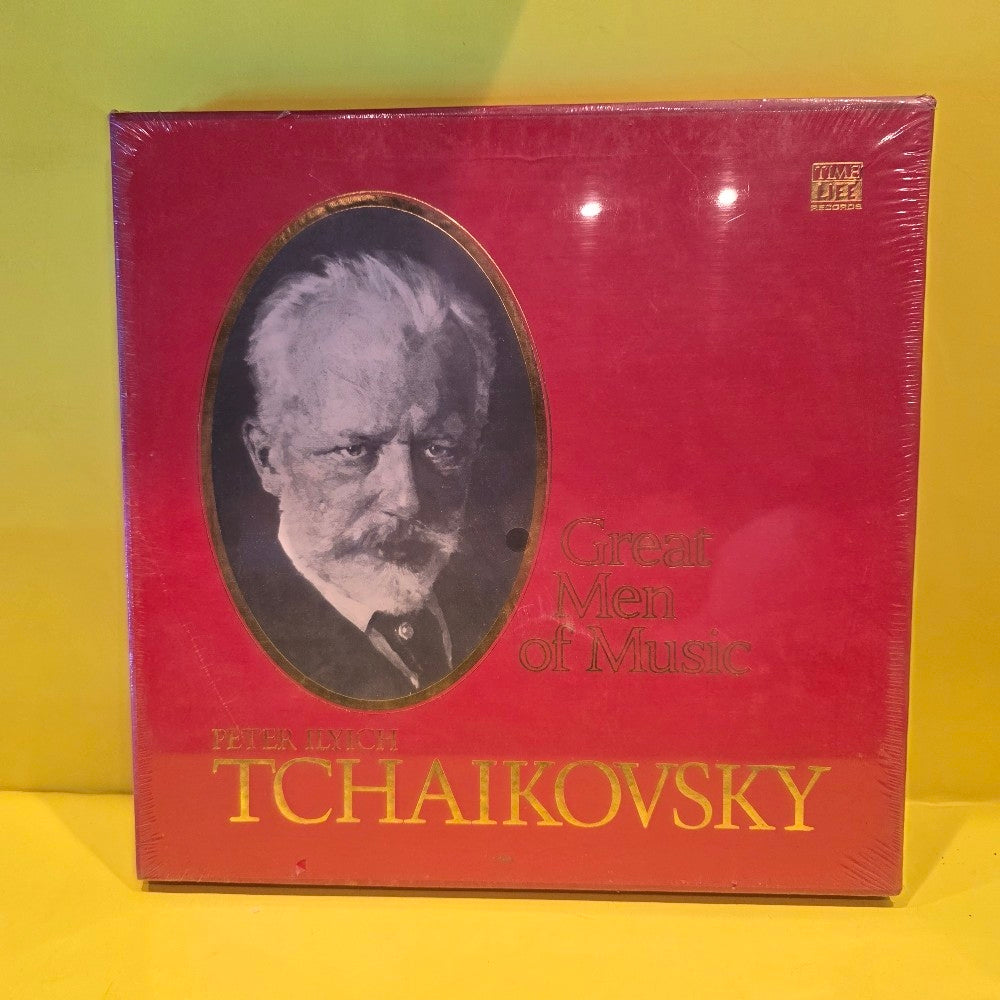 TIME
LIFE
RECORDS
Great
Men
of Music
PETER ILYICH
TCHAIKOVSKY